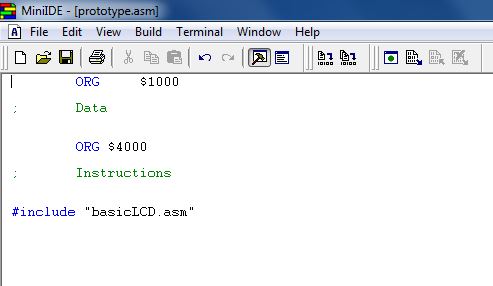 MiniIDE - [prototype.asm]
A File Edit View Build Terminal Window Help
ORG $1000
; Data
ORG $4000
; Instructions
#include "basicLCD.asm"